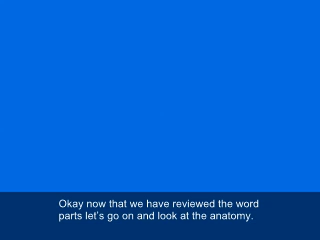 Okay now that we have reviewed the word
parts let's go on and look at the anatomy.